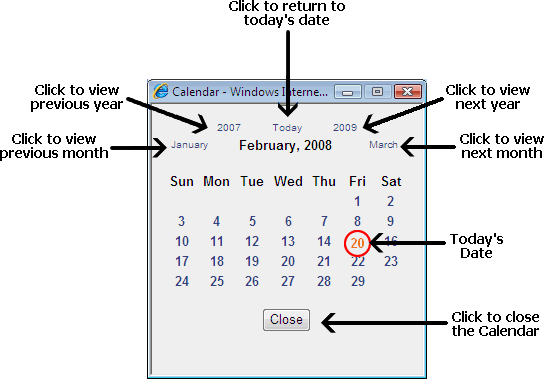 Click to return to
today's date
Click to view
previous year
Calendar - Windows Interne...
Click to view
next year
2007 Today 2009
Click to view
previous month
January February, 2008 March
Click to view
next month
Sun Mon Tue Wed Thu Fri Sat
1 2
3 4 5 6 7 8 9
10 11 12 13 14 20 16
Today's
Date
17 18 19 20 21 22 23
24 25 26 27 28 29
Close
Click to close
the Calendar